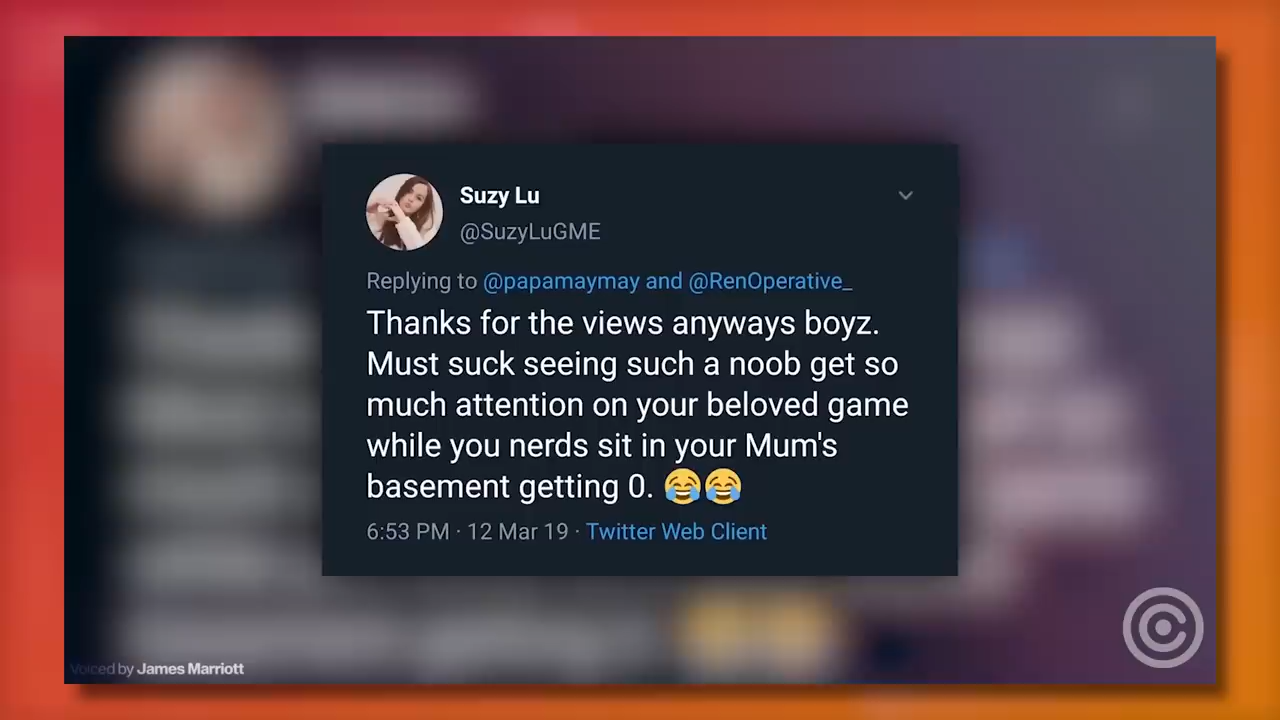 Suzy Lu
@SuzyLuGME
Replying to @papamaymay and @RenOperative_
Thanks for the views anyways boyz.
Must suck seeing such a noob get so
much attention on your beloved game
while you nerds sit in your Mum's
basement getting 0. 😂😂
6:53 PM · 12 Mar 19 · Twitter Web Client
Voiced by James Marriott